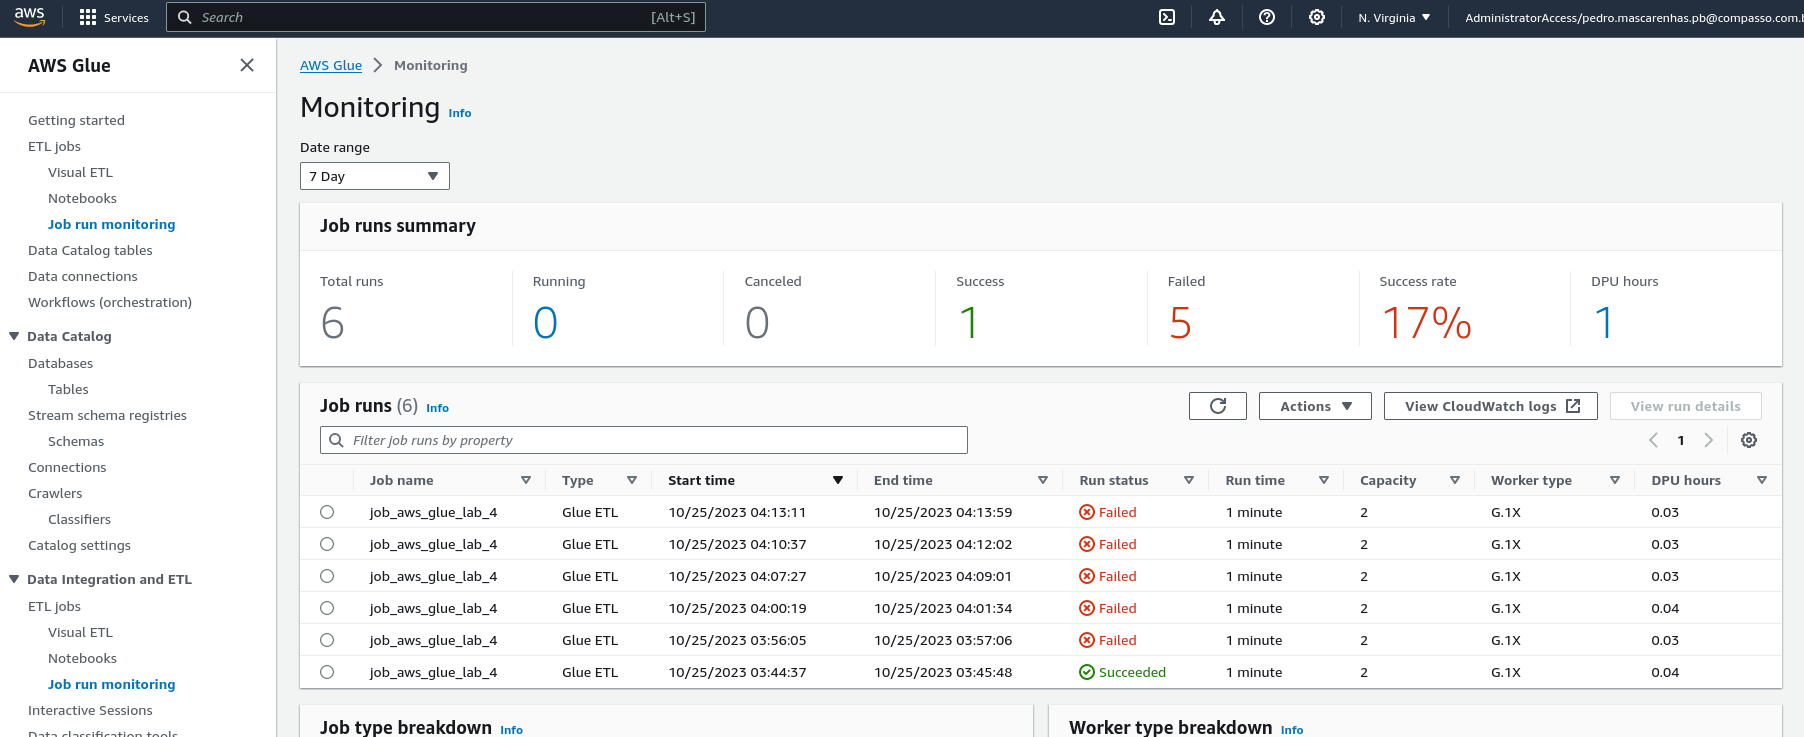 aws Services Search [Alt+S] N. Virginia AdministratorAccess/pedro.mascarenhas.pb@compasso.com.
AWS Glue
Getting started
ETL jobs
Visual ETL
Notebooks
Job run monitoring
Data Catalog tables
Data connections
Workflows (orchestration)
Data Catalog
Databases
Tables
Stream schema registries
Schemas
Connections
Crawlers
Classifiers
Catalog settings
Data Integration and ETL
ETL jobs
Visual ETL
Notebooks
Job run monitoring
Interactive Sessions
Data classification tools
AWS Glue Monitoring
Monitoring Info
Date range
7 Day
Job runs summary
Total runs Running Canceled Success Failed Success rate DPU hours
6 0 0 1 5 17% 1
Job runs (6) Info Actions View CloudWatch logs View run details
Filter job runs by property 1
Job name Type Start time End time Run status Run time Capacity Worker type DPU hours
job_aws_glue_lab_4 Glue ETL 10/25/2023 04:13:11 10/25/2023 04:13:59 Failed 1 minute 2 G.1X 0.03
job_aws_glue_lab_4 Glue ETL 10/25/2023 04:10:37 10/25/2023 04:12:02 Failed 1 minute 2 G.1X 0.03
job_aws_glue_lab_4 Glue ETL 10/25/2023 04:07:27 10/25/2023 04:09:01 Failed 1 minute 2 G.1X 0.03
job_aws_glue_lab_4 Glue ETL 10/25/2023 04:00:19 10/25/2023 04:01:34 Failed 1 minute 2 G.1X 0.04
job_aws_glue_lab_4 Glue ETL 10/25/2023 03:56:05 10/25/2023 03:57:06 Failed 1 minute 2 G.1X 0.03
job_aws_glue_lab_4 Glue ETL 10/25/2023 03:44:37 10/25/2023 03:45:48 Succeeded 1 minute 2 G.1X 0.04
Job type breakdown Info
Worker type breakdown Info